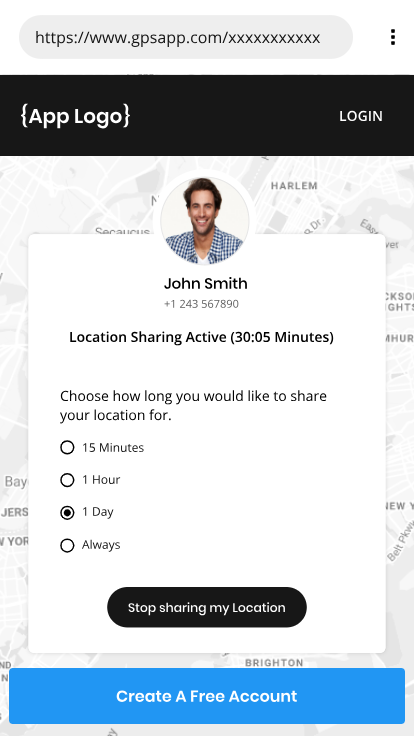 https://www.gpsapp.com/xxxxxxxxxxx
{App Logo}
LOGIN
HARLEM
Secaucus
John Smith
+1 243 567890
Location Sharing Active (30:05 Minutes)
Choose how long you would like to share
your location for.
15 Minutes
1 Hour
1 Day
Always
Stop sharing my Location
BRIGHTON
Create A Free Account